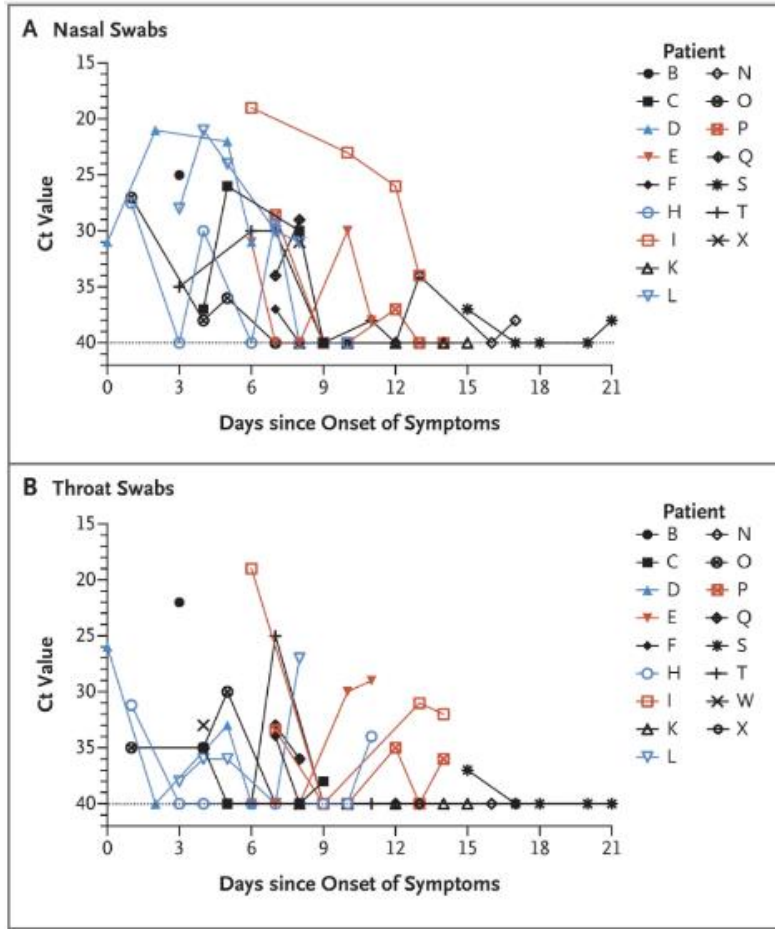 A Nasal Swabs
15
20
25
30
35
40
Ct Value
0 3 6 9 12 15 18 21
Days since Onset of Symptoms
Patient
B N
C O
D P
E Q
F S
H T
I X
K
L
B Throat Swabs
15
20
25
30
35
40
Ct Value
0 3 6 9 12 15 18 21
Days since Onset of Symptoms
Patient
B N
C O
D P
E Q
F S
H T
I W
K X
L